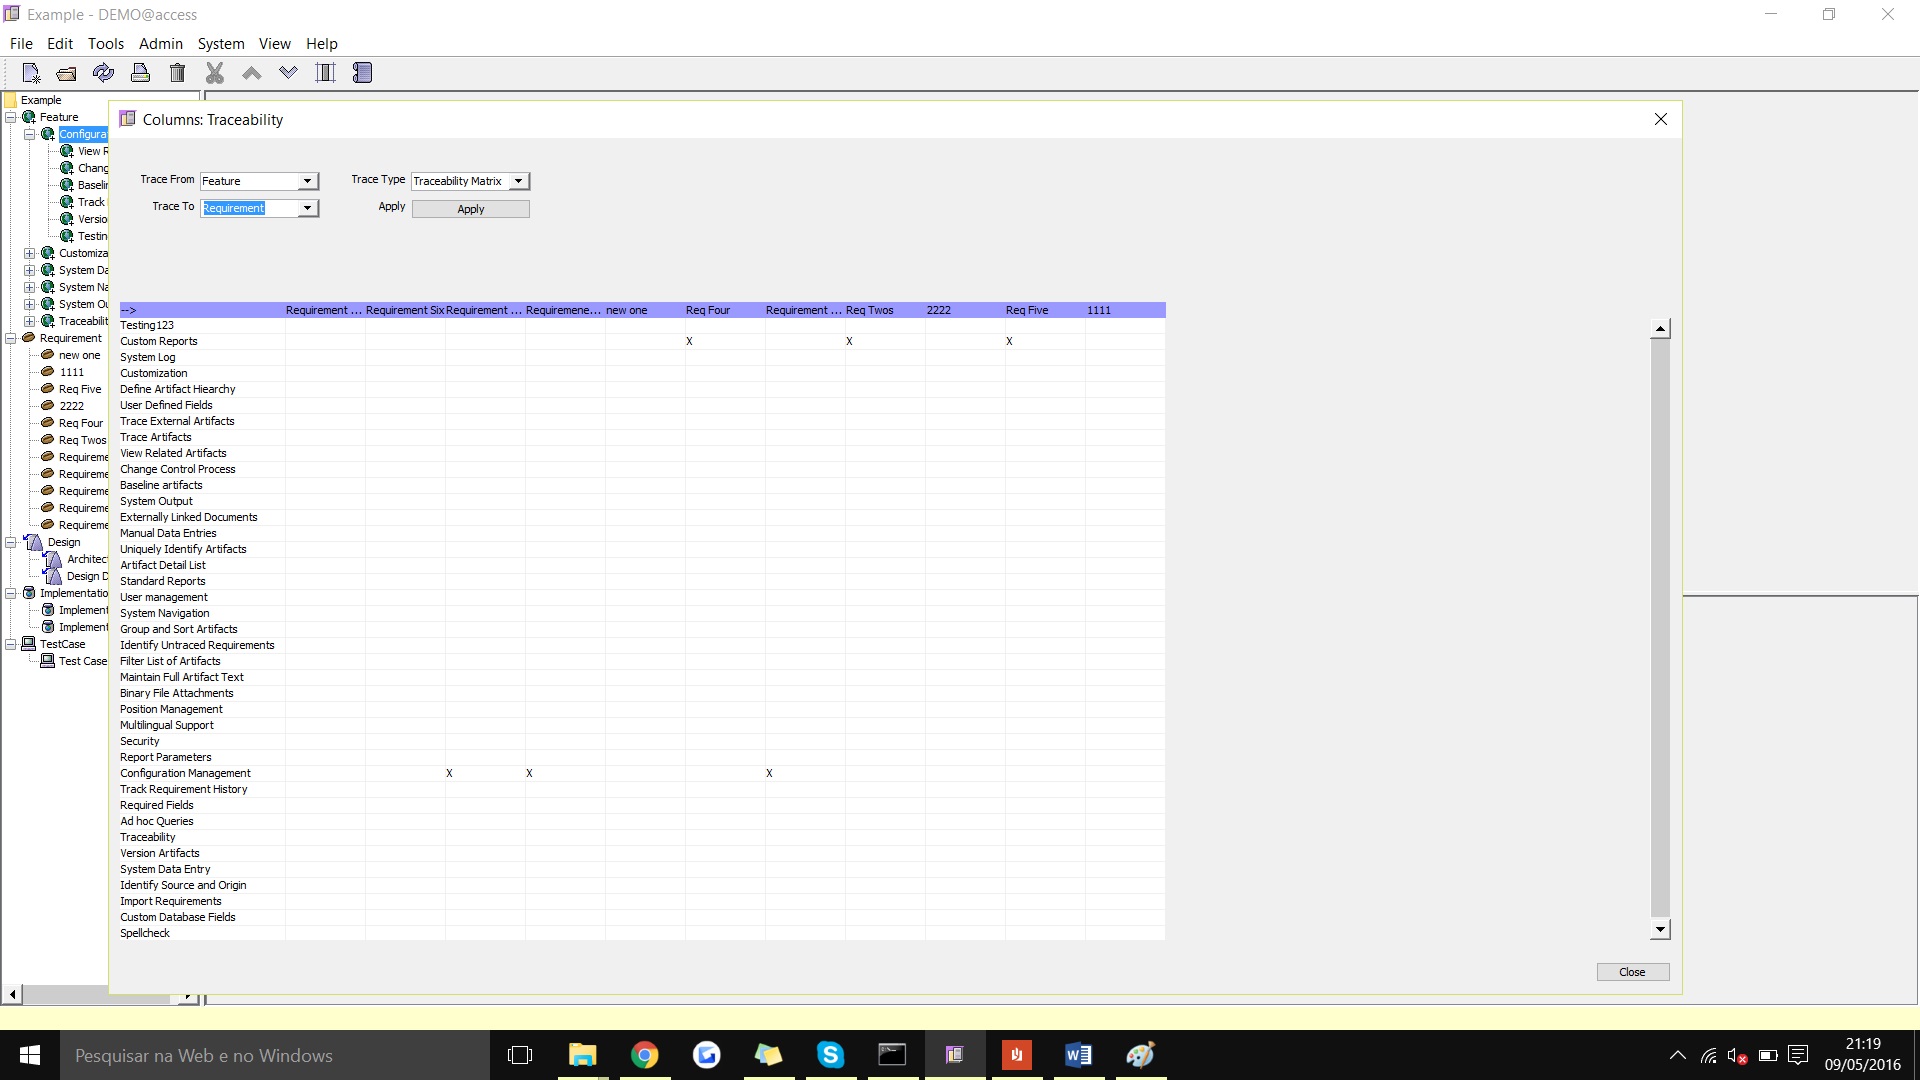 Example - DEMO@access
File Edit Tools Admin System View Help
Example
Feature
Configura
View R
Chang
Baselin
Track
Versio
Testin
Customiza
System Da
System Na
System Ou
Traceabilit
Requirement
new one
1111
Req Five
2222
Req Four
Req Twos
Requireme
Requireme
Requireme
Requireme
Requireme
Design
Architec
Design D
Implementatio
Implement
Implement
TestCase
Test Case
Columns: Traceability
Trace From Feature Trace Type Traceability Matrix
Trace To Requirement Apply Apply
--> Requirement ... Requirement Six Requirement ... Requiremene... new one Req Four Requirement ... Req Twos 2222 Req Five 1111
Testing123
Custom Reports X X X
System Log
Customization
Define Artifact Hiearchy
User Defined Fields
Trace External Artifacts
Trace Artifacts
View Related Artifacts
Change Control Process
Baseline artifacts
System Output
Externally Linked Documents
Manual Data Entries
Uniquely Identify Artifacts
Artifact Detail List
Standard Reports
User management
System Navigation
Group and Sort Artifacts
Identify Untraced Requirements
Filter List of Artifacts
Maintain Full Artifact Text
Binary File Attachments
Position Management
Multilingual Support
Security
Report Parameters
Configuration Management X X X
Track Requirement History
Required Fields
Ad hoc Queries
Traceability
Version Artifacts
System Data Entry
Identify Source and Origin
Import Requirements
Custom Database Fields
Spellcheck
Close
Pesquisar na Web e no Windows
21:19
09/05/2016